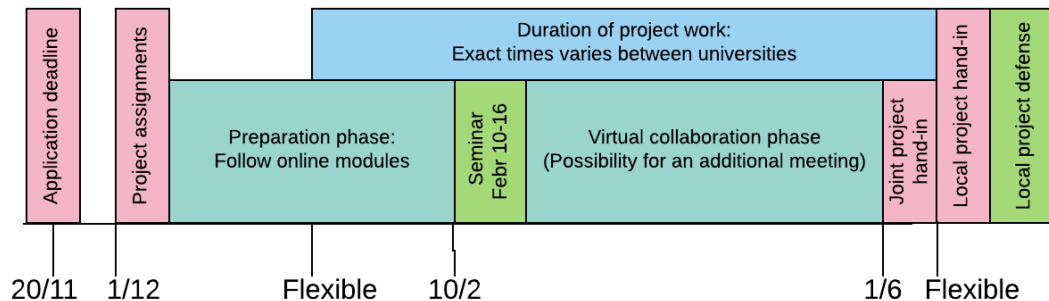 Application deadline
Project assignments
Duration of project work:
Exact times varies between universities
Preparation phase:
Follow online modules
Seminar
Febr 10-16
Virtual collaboration phase
(Possibility for an additional meeting)
Joint project
hand-in
Local project hand-in
Local project defense
20/11
1/12
Flexible
10/2
1/6
Flexible